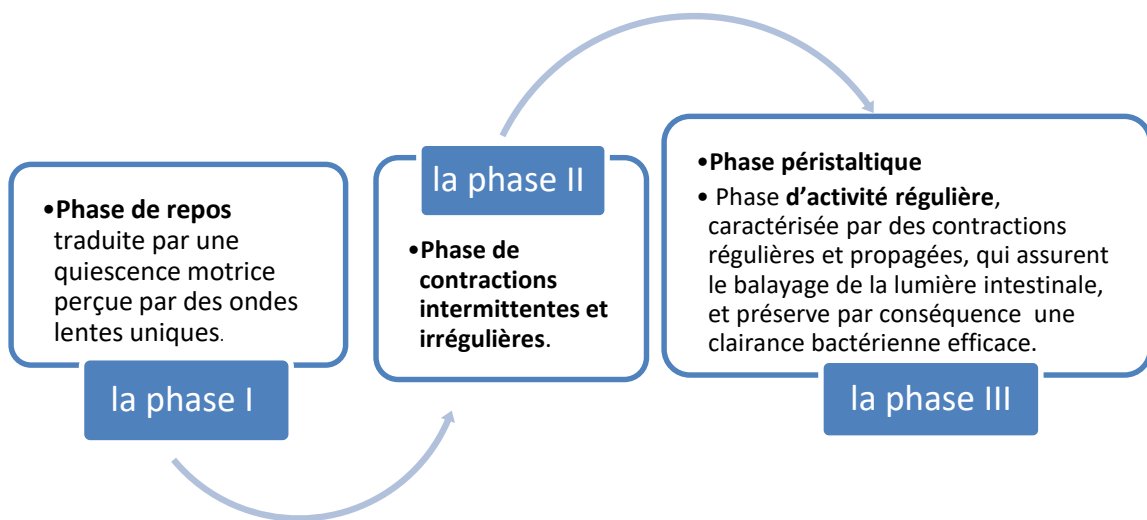 •Phase de repos
traduite par une
quiescence motrice
perçue par des ondes
lentes uniques.
la phase I
la phase II
•Phase de
contractions
intermittentes et
irrégulières.
•Phase péristaltique
• Phase d’activité régulière,
caractérisée par des contractions
régulières et propagées, qui assurent
le balayage de la lumière intestinale,
et préserve par conséquence une
clairance bactérienne efficace.
la phase III